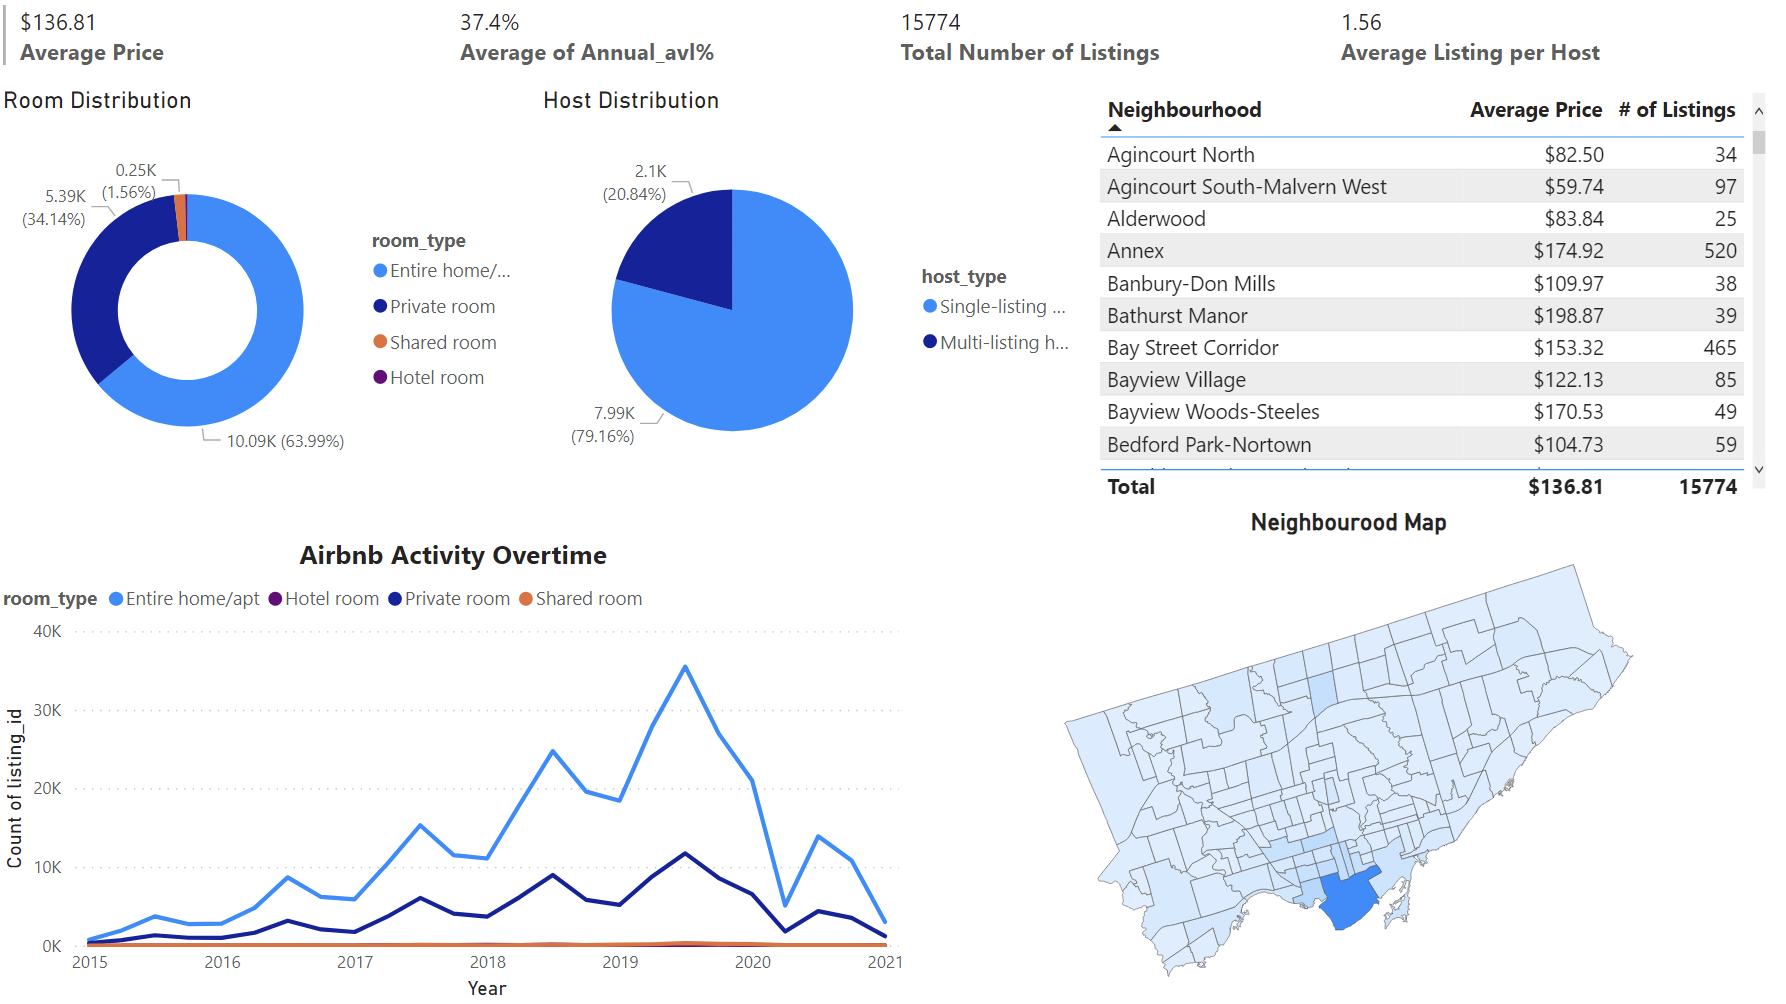 $136.81
Average Price
37.4%
Average of Annual_avl%
15774
Total Number of Listings
1.56
Average Listing per Host
Room Distribution
0.25K
(1.56%)
5.39K
(34.14%)
10.09K (63.99%)
room_type
Entire home/...
Private room
Shared room
Hotel room
Host Distribution
2.1K
(20.84%)
7.99K
(79.16%)
host_type
Single-listing ...
Multi-listing h...
Neighbourhood Average Price # of Listings
Agincourt North $82.50 34
Agincourt South-Malvern West $59.74 97
Alderwood $83.84 25
Annex $174.92 520
Banbury-Don Mills $109.97 38
Bathurst Manor $198.87 39
Bay Street Corridor $153.32 465
Bayview Village $122.13 85
Bayview Woods-Steeles $170.53 49
Bedford Park-Nortown $104.73 59
Total $136.81 15774
Airbnb Activity Overtime
room_type Entire home/apt Hotel room Private room Shared room
Count of listing_id
40K
30K
20K
10K
0K
2015 2016 2017 2018 2019 2020 2021
Year
Neighbourood Map